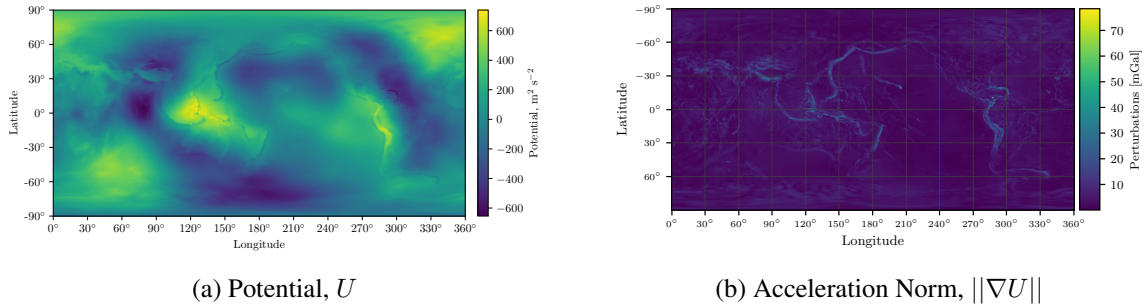 90°
60°
30°
0°
-30°
-60°
-90°
Latitude
0° 30° 60° 90° 120° 150° 180° 210° 240° 270° 300° 330° 360°
Longitude
600
400
200
0
−200
−400
−600
Potential, m² s⁻²
(a) Potential, U
−90°
−60°
−30°
0°
30°
60°
Latitude
0° 30° 60° 90° 120° 150° 180° 210° 240° 270° 300° 330° 360°
Longitude
70
60
50
40
30
20
10
Perturbations [mGal]
(b) Acceleration Norm, ||∇U||